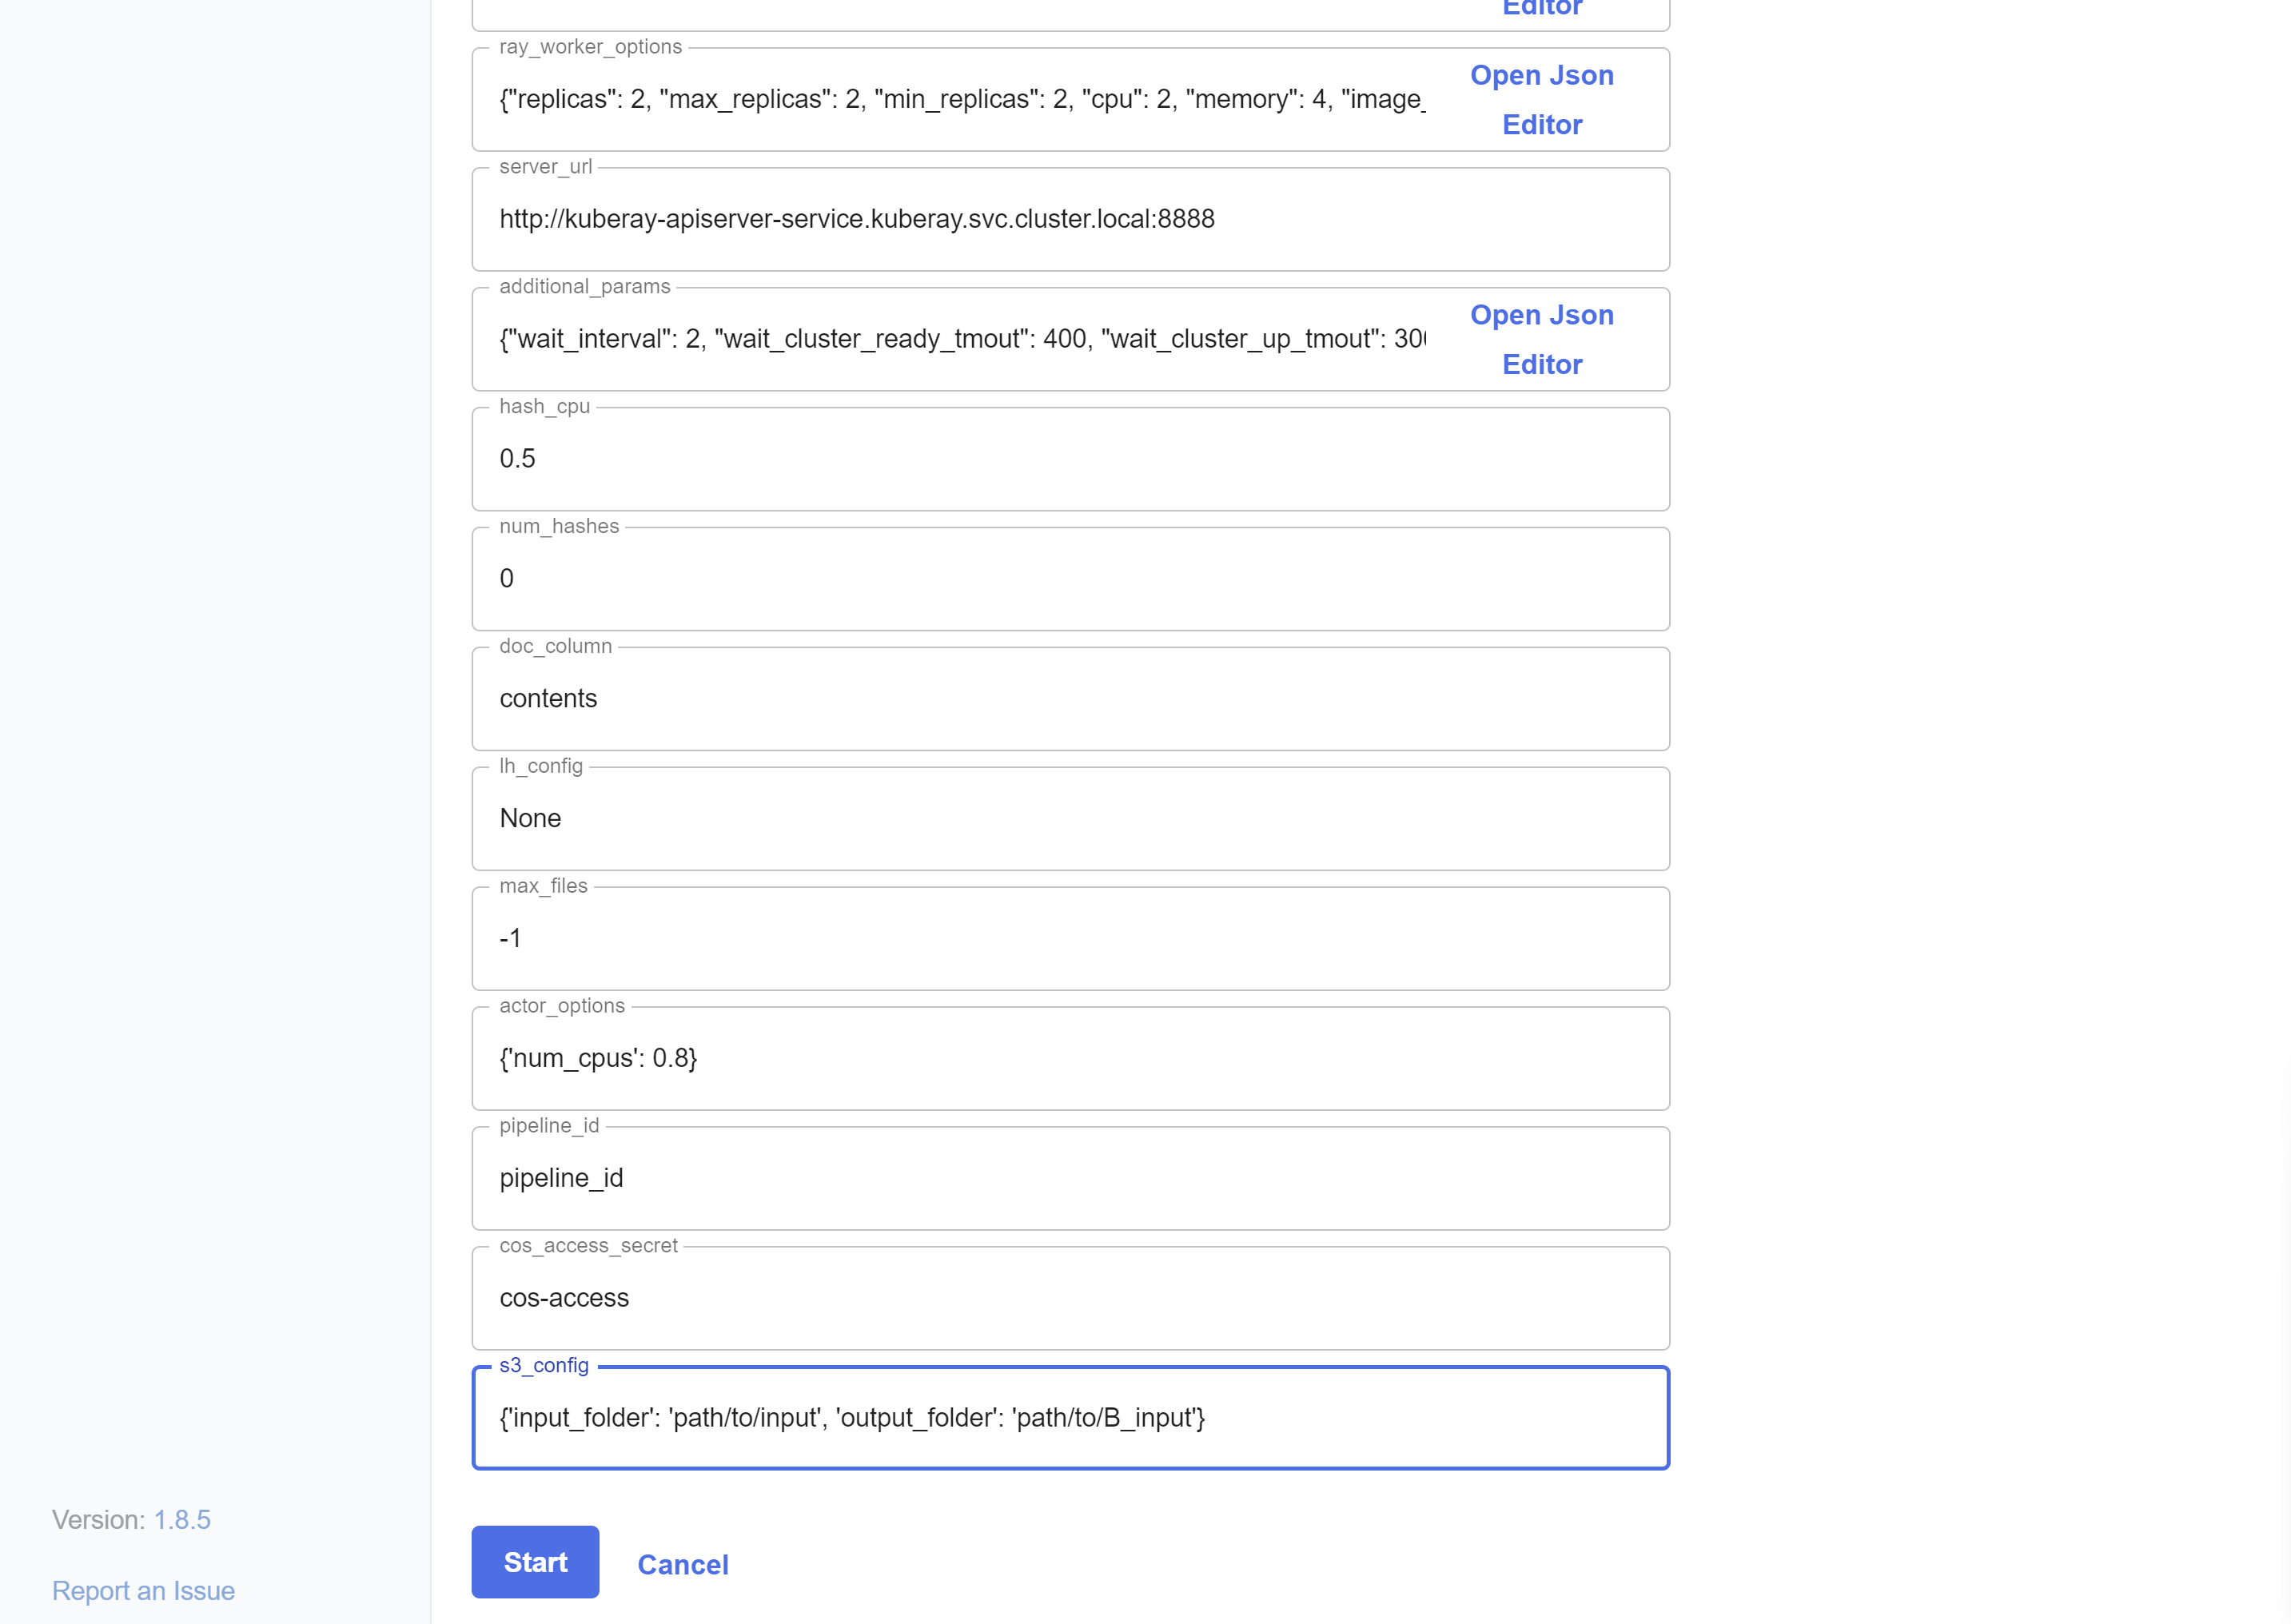 Editor
ray_worker_options
{"replicas": 2, "max_replicas": 2, "min_replicas": 2, "cpu": 2, "memory": 4, "image_
Open Json
Editor
server_url
http://kuberay-apiserver-service.kuberay.svc.cluster.local:8888
additional_params
{"wait_interval": 2, "wait_cluster_ready_tmout": 400, "wait_cluster_up_tmout": 300
Open Json
Editor
hash_cpu
0.5
num_hashes
0
doc_column
contents
lh_config
None
max_files
-1
actor_options
{'num_cpus': 0.8}
pipeline_id
pipeline_id
cos_access_secret
cos-access
s3_config
{'input_folder': 'path/to/input', 'output_folder': 'path/to/B_input'}
Version: 1.8.5
Start
Cancel
Report an Issue